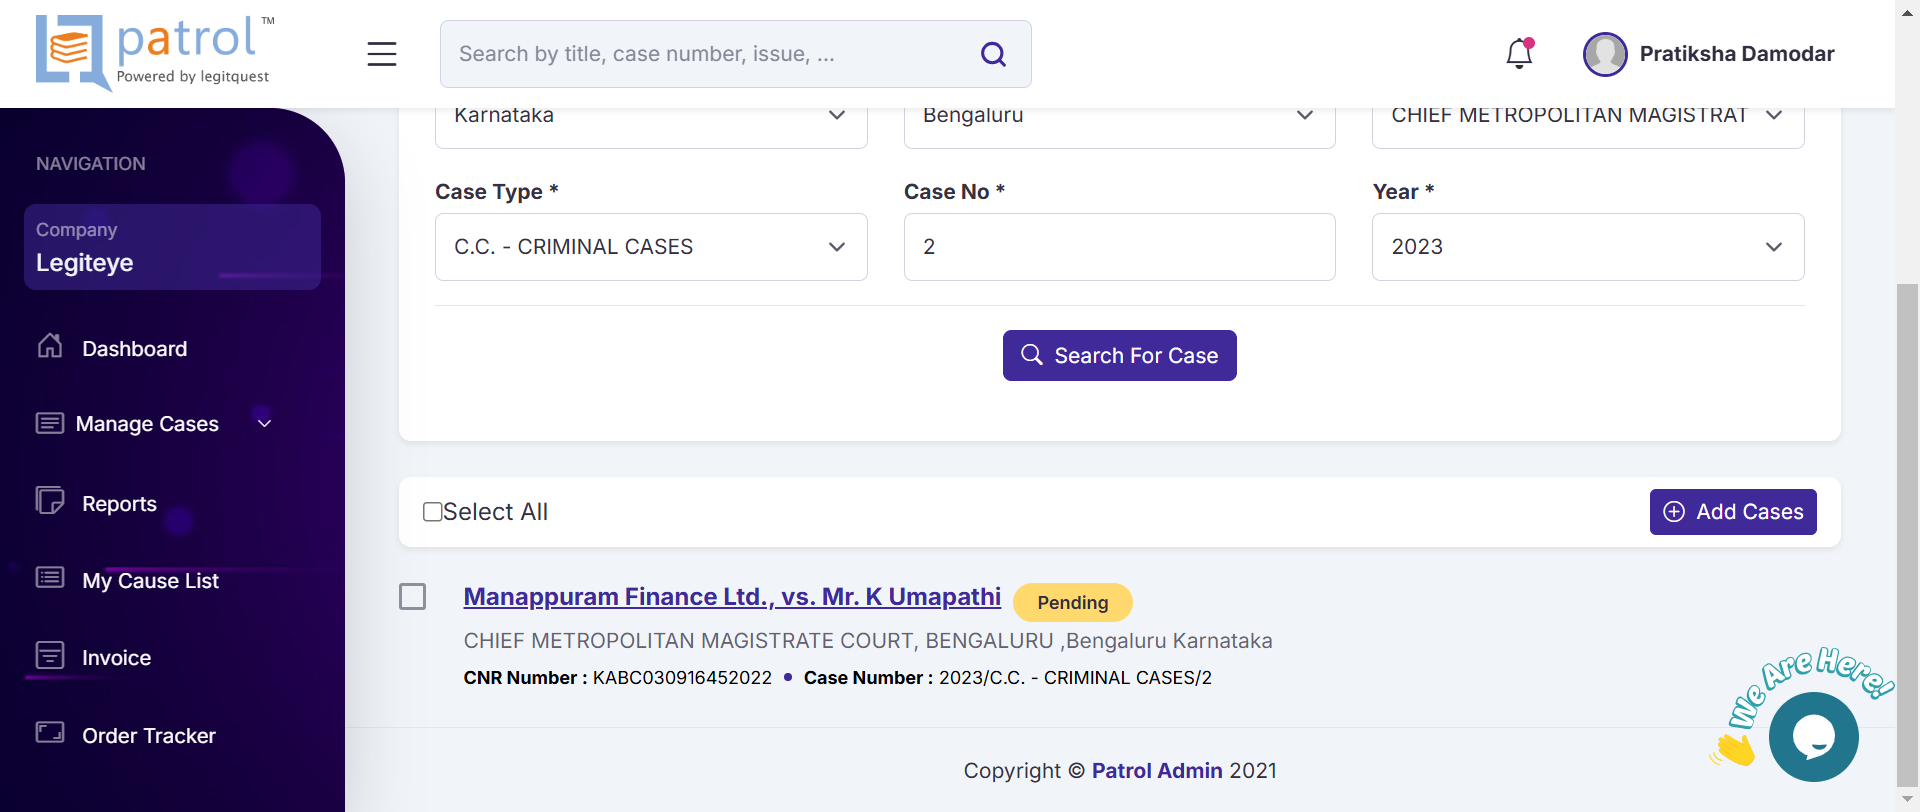 patrol ™
Powered by legitquest
Search by title, case number, issue, ...
Pratiksha Damodar
NAVIGATION
Company
Legiteye
Dashboard
Manage Cases
Reports
My Cause List
Invoice
Order Tracker
Karnataka
Bengaluru
CHIEF METROPOLITAN MAGISTRAT
Case Type *
Case No *
Year *
C.C. - CRIMINAL CASES
2
2023
Search For Case
Select All
Add Cases
Manappuram Finance Ltd., vs. Mr. K Umapathi
Pending
CHIEF METROPOLITAN MAGISTRATE COURT, BENGALURU ,Bengaluru Karnataka
CNR Number : KABC030916452022 • Case Number : 2023/C.C. - CRIMINAL CASES/2
We Are Here!
Copyright © Patrol Admin 2021